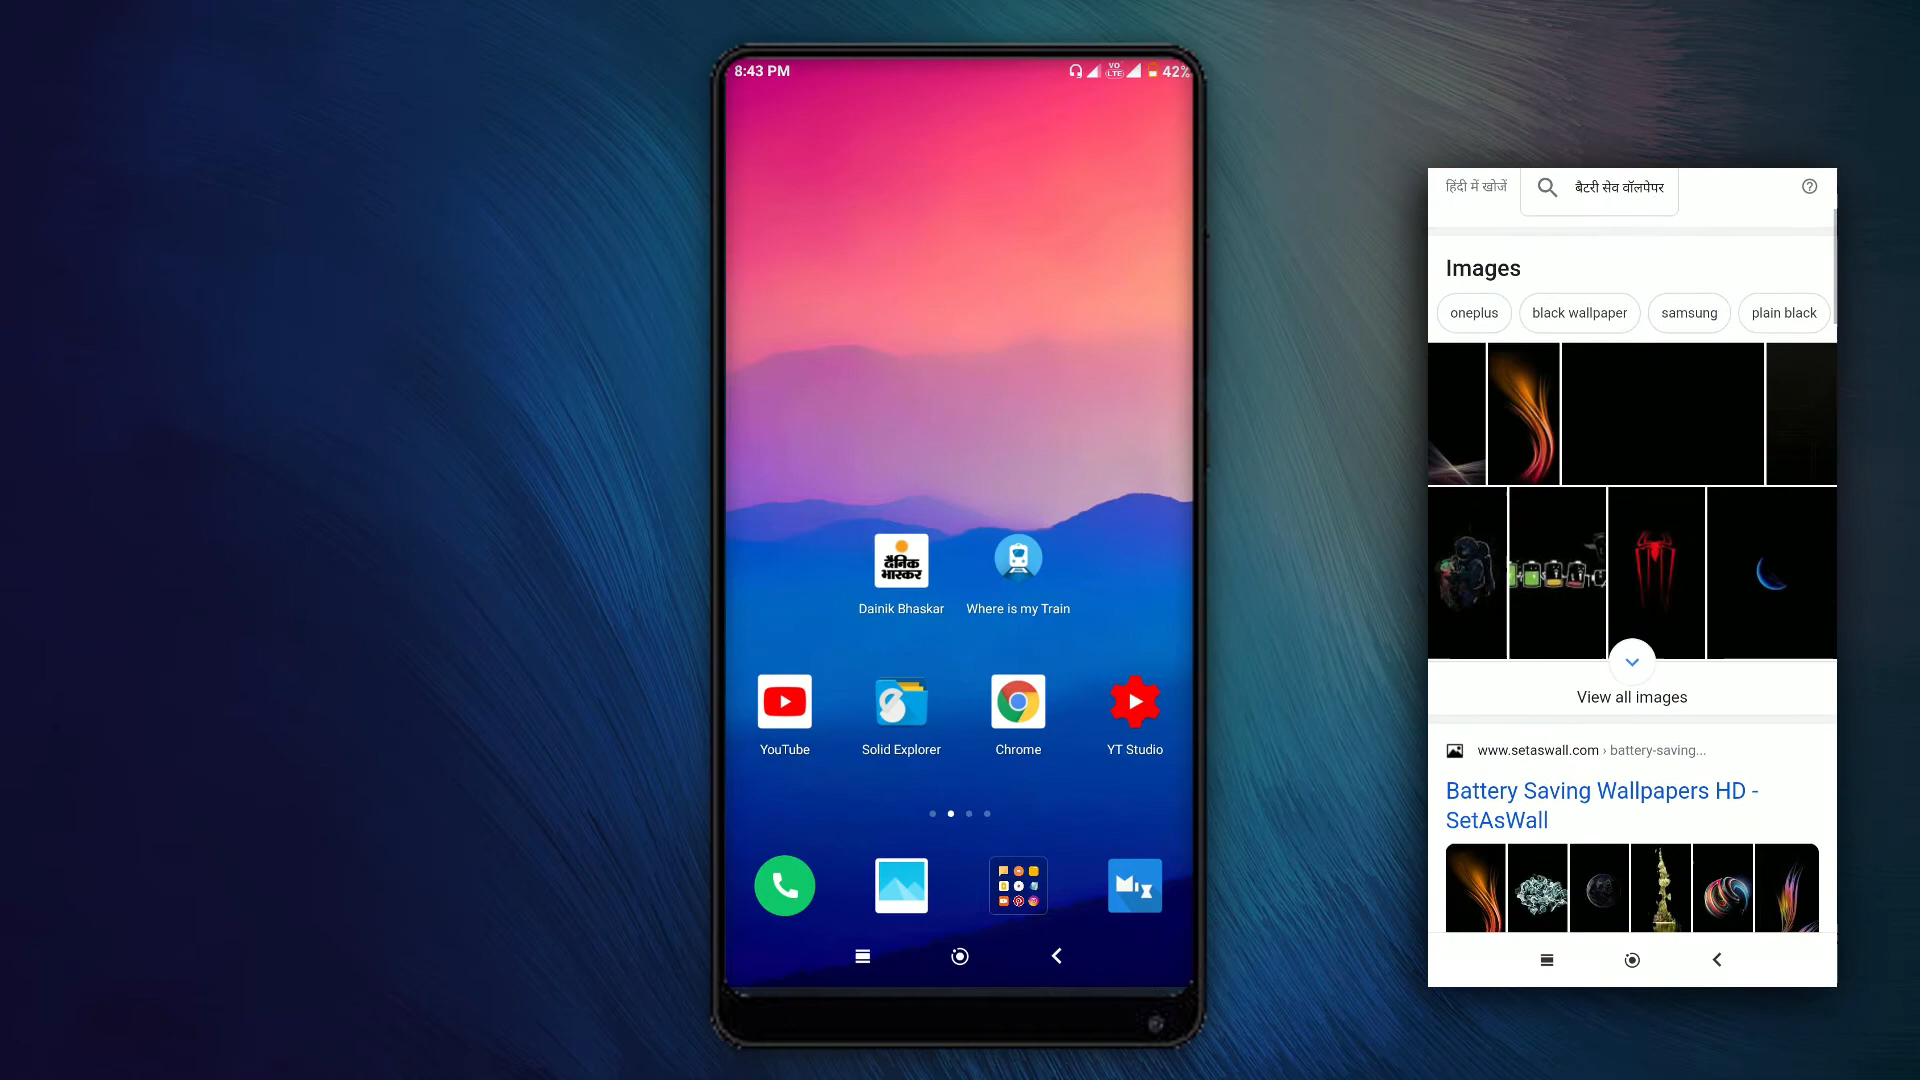 8:43 PM
VO
LTE
42%
दैनिक
भास्कर
Dainik Bhaskar
Where is my Train
YouTube
Solid Explorer
Chrome
YT Studio
MiX
हिंदी में खोजें
बैटरी सेव वॉलपेपर
Images
oneplus
black wallpaper
samsung
plain black
View all images
www.setaswall.com › battery-saving...
Battery Saving Wallpapers HD -
SetAsWall